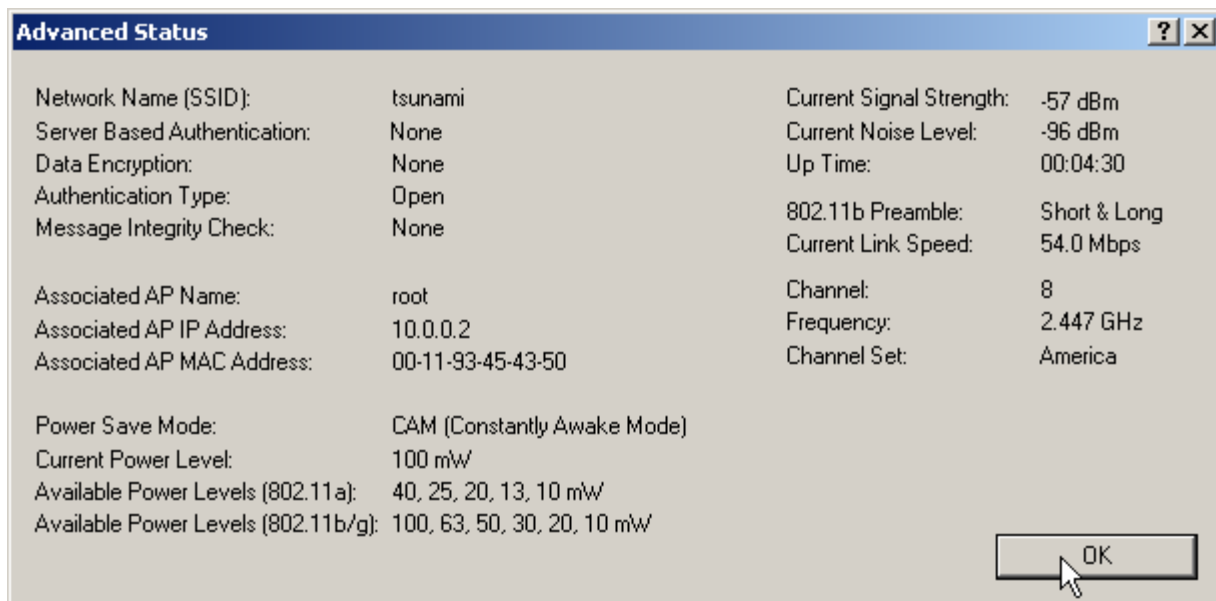 Advanced Status
Network Name (SSID): tsunami
Server Based Authentication: None
Data Encryption: None
Authentication Type: Open
Message Integrity Check: None
Associated AP Name: root
Associated AP IP Address: 10.0.0.2
Associated AP MAC Address: 00-11-93-45-43-50
Power Save Mode: CAM (Constantly Awake Mode)
Current Power Level: 100 mW
Available Power Levels (802.11a): 40, 25, 20, 13, 10 mW
Available Power Levels (802.11b/g): 100, 63, 50, 30, 20, 10 mW
Current Signal Strength: -57 dBm
Current Noise Level: -96 dBm
Up Time: 00:04:30
802.11b Preamble: Short & Long
Current Link Speed: 54.0 Mbps
Channel: 8
Frequency: 2.447 GHz
Channel Set: America
OK